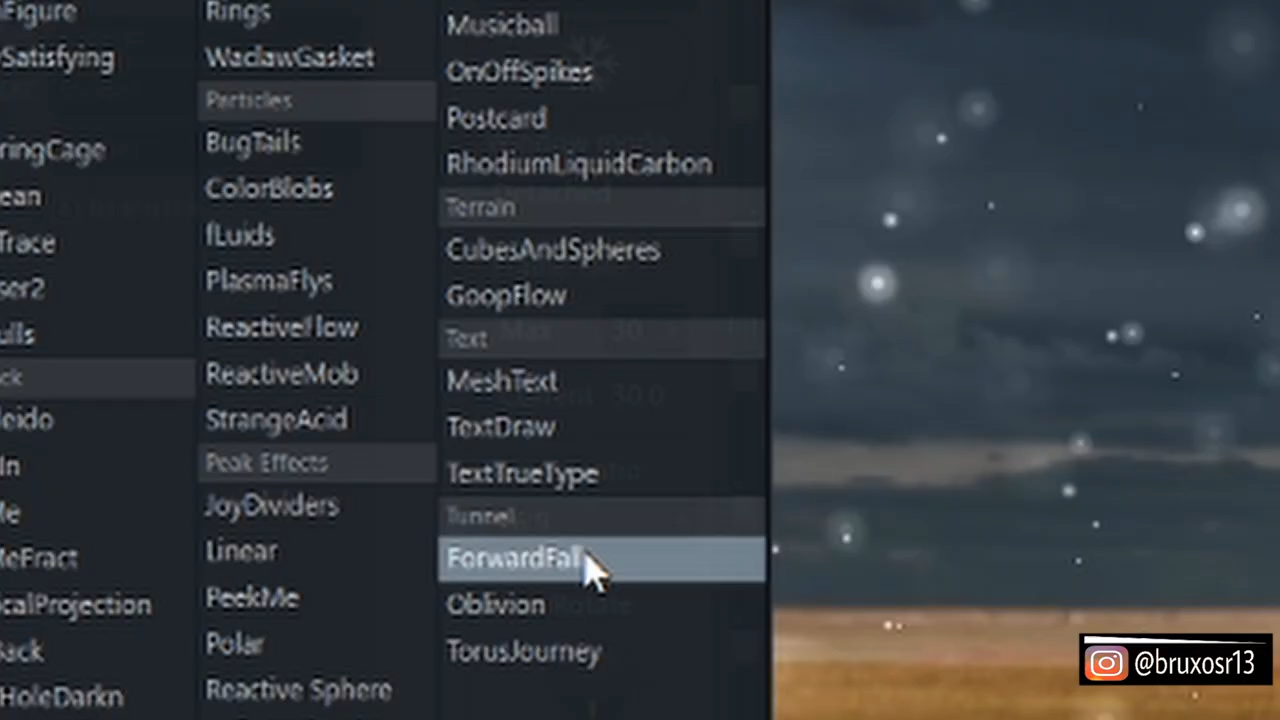 Figure
Satisfying
ringCage
ean
Trace
ser2
ulls
ck
leido
In
Me
MeFract
calProjection
Back
HoleDarkn
Rings
WaclawGasket
Particles
BugTails
ColorBlobs
fLuids
PlasmaFlys
ReactiveFlow
ReactiveMob
StrangeAcid
Peak Effects
JoyDividers
Linear
PeekMe
Polar
Reactive Sphere
Musicball
OnOffSpikes
Postcard
RhodiumLiquidCarbon
Terrain
CubesAndSpheres
GoopFlow
Text
MeshText
TextDraw
TextTrueType
Tunnel
ForwardFall
Oblivion
TorusJourney
@bruxosr13